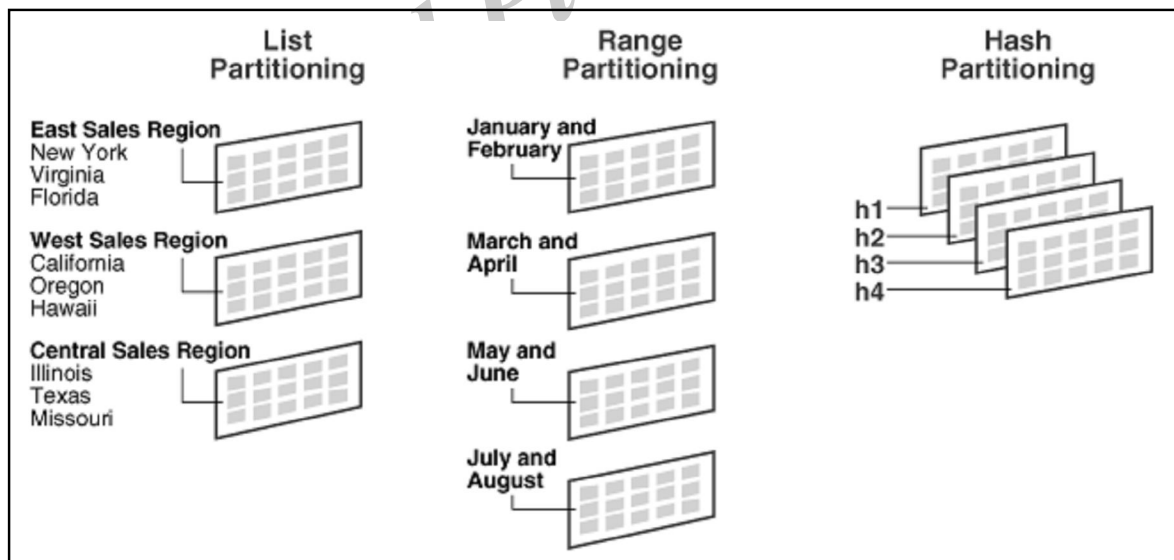 List
Partitioning
East Sales Region
New York
Virginia
Florida
West Sales Region
California
Oregon
Hawaii
Central Sales Region
Illinois
Texas
Missouri
Range
Partitioning
January and
February
March and
April
May and
June
July and
August
Hash
Partitioning
h1
h2
h3
h4